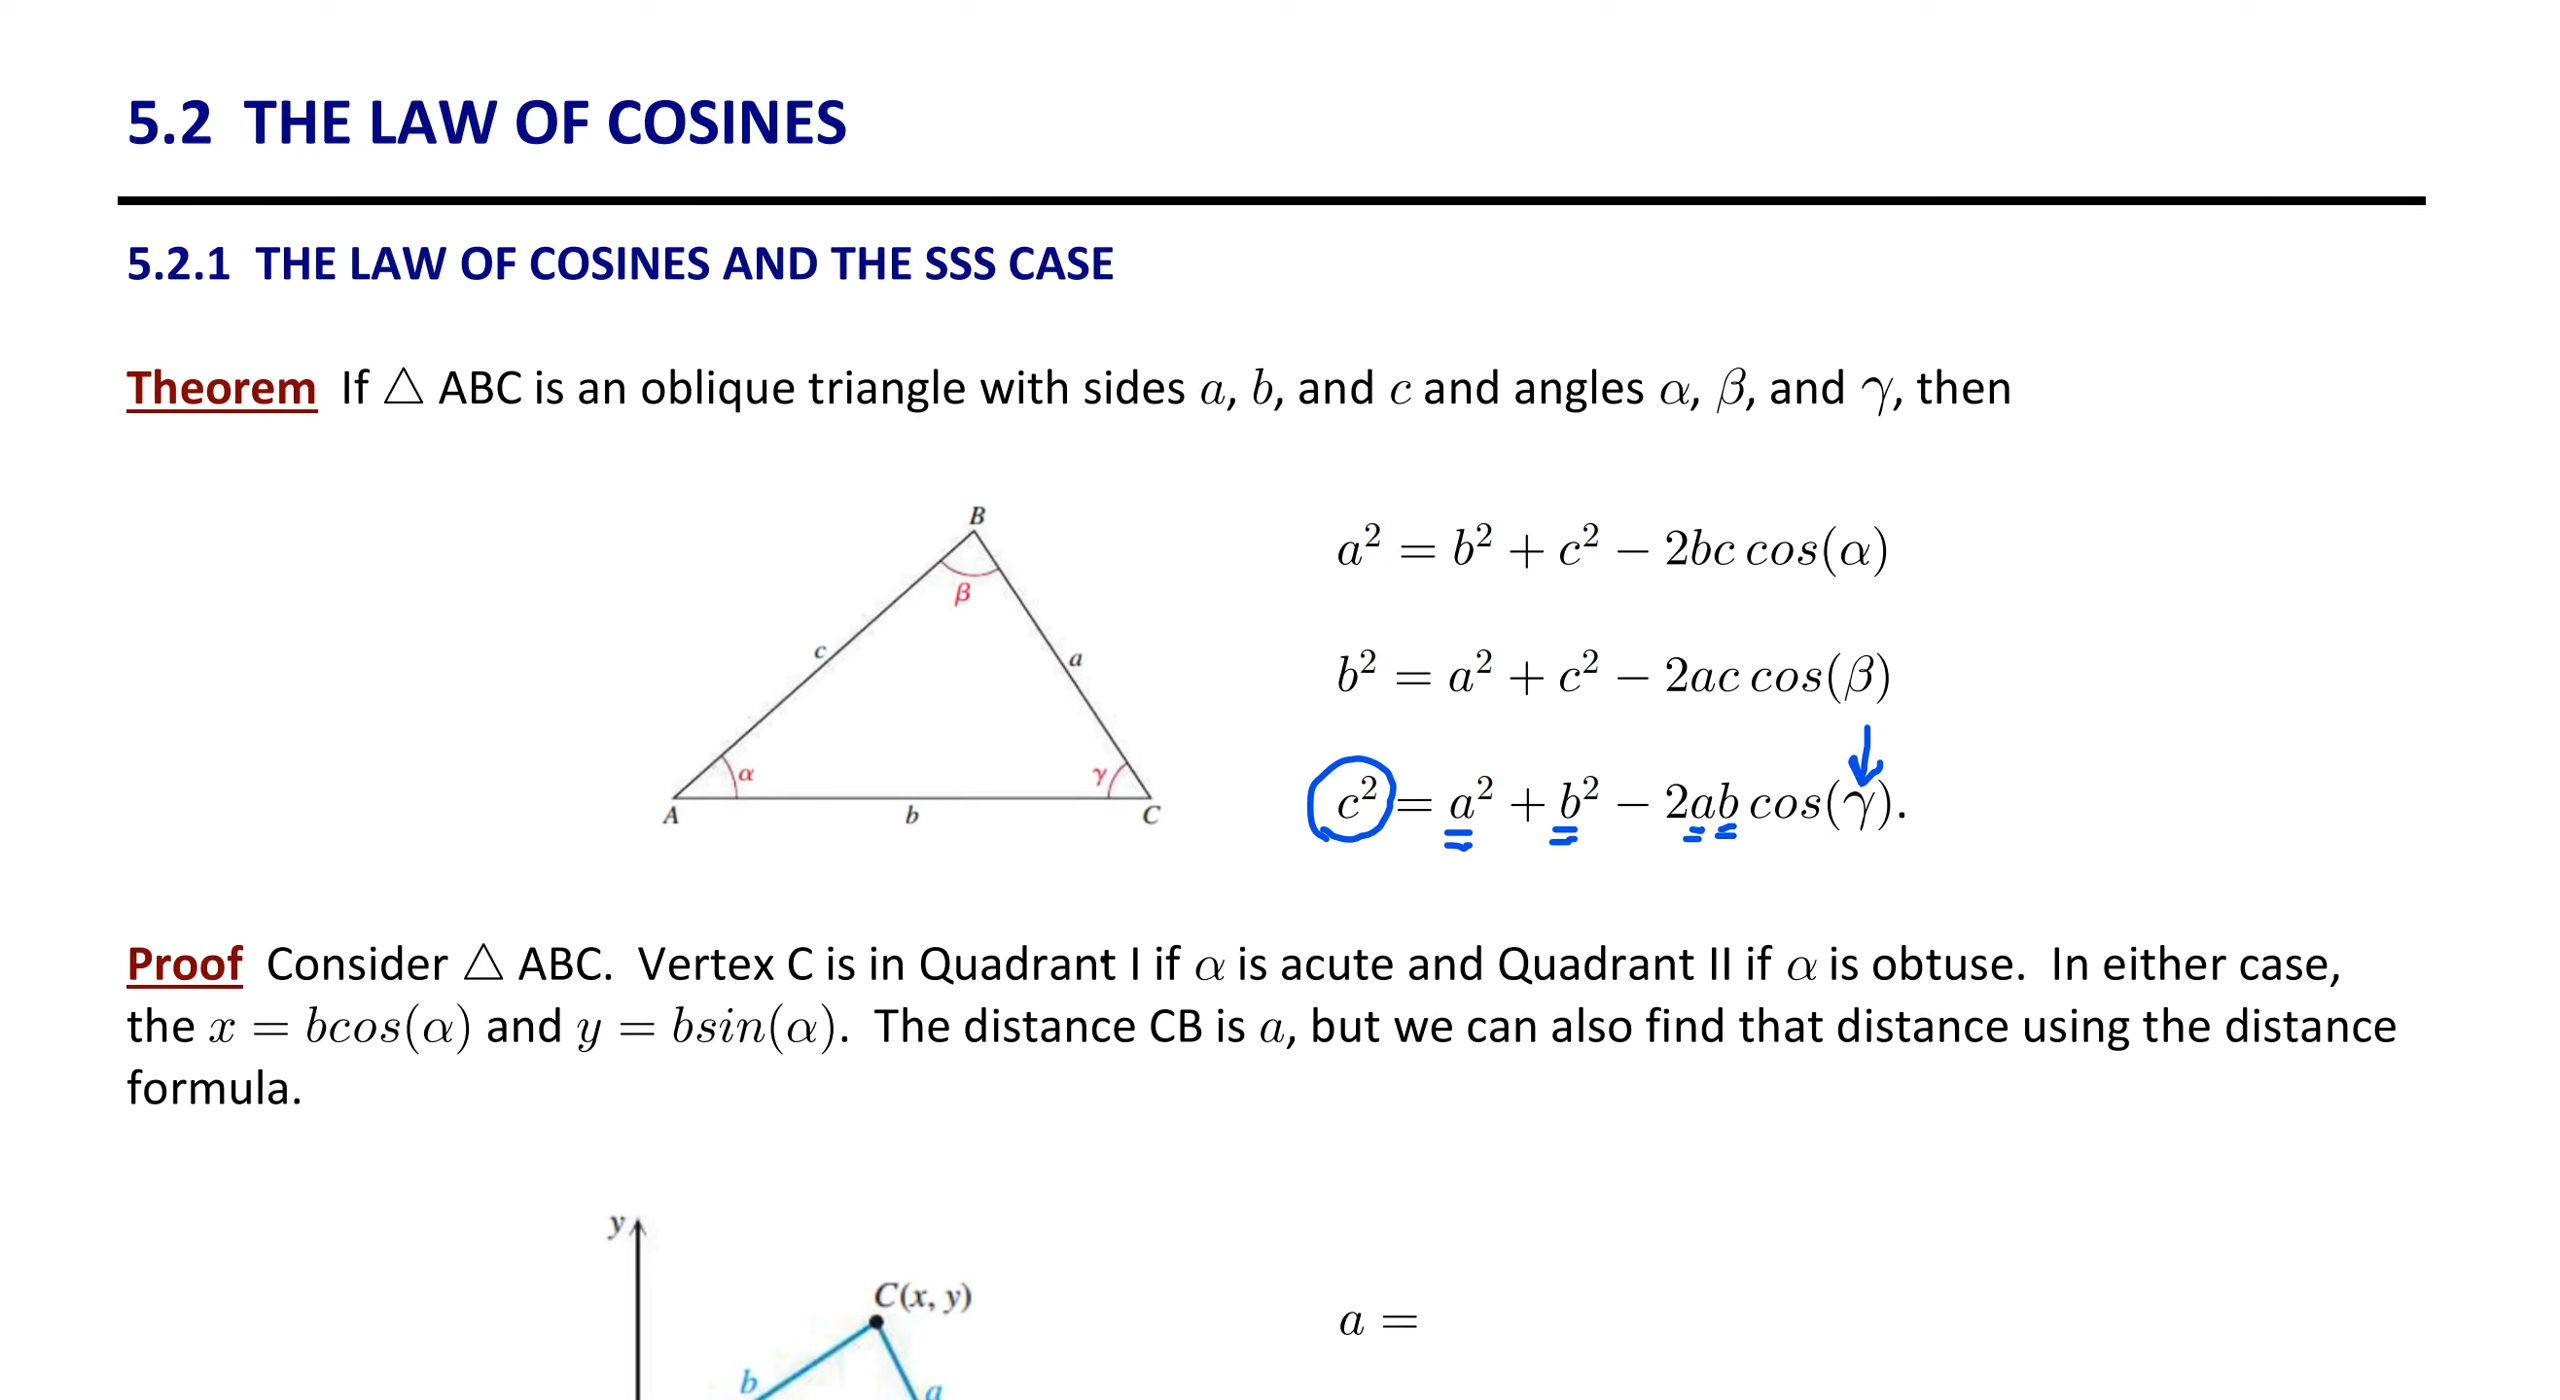 5.2 THE LAW OF COSINES
5.2.1 THE LAW OF COSINES AND THE SSS CASE
Theorem If △ ABC is an oblique triangle with sides a, b, and c and angles α, β, and γ, then
B
β
c
a
α
γ
A
b
C
a² = b² + c² − 2bc cos(α)
b² = a² + c² − 2ac cos(β)
c² = a² + b² − 2ab cos(γ).
Proof Consider △ ABC. Vertex C is in Quadrant I if α is acute and Quadrant II if α is obtuse. In either case,
the x = bcos(α) and y = bsin(α). The distance CB is a, but we can also find that distance using the distance
formula.
y
C(x, y)
b
a
a =